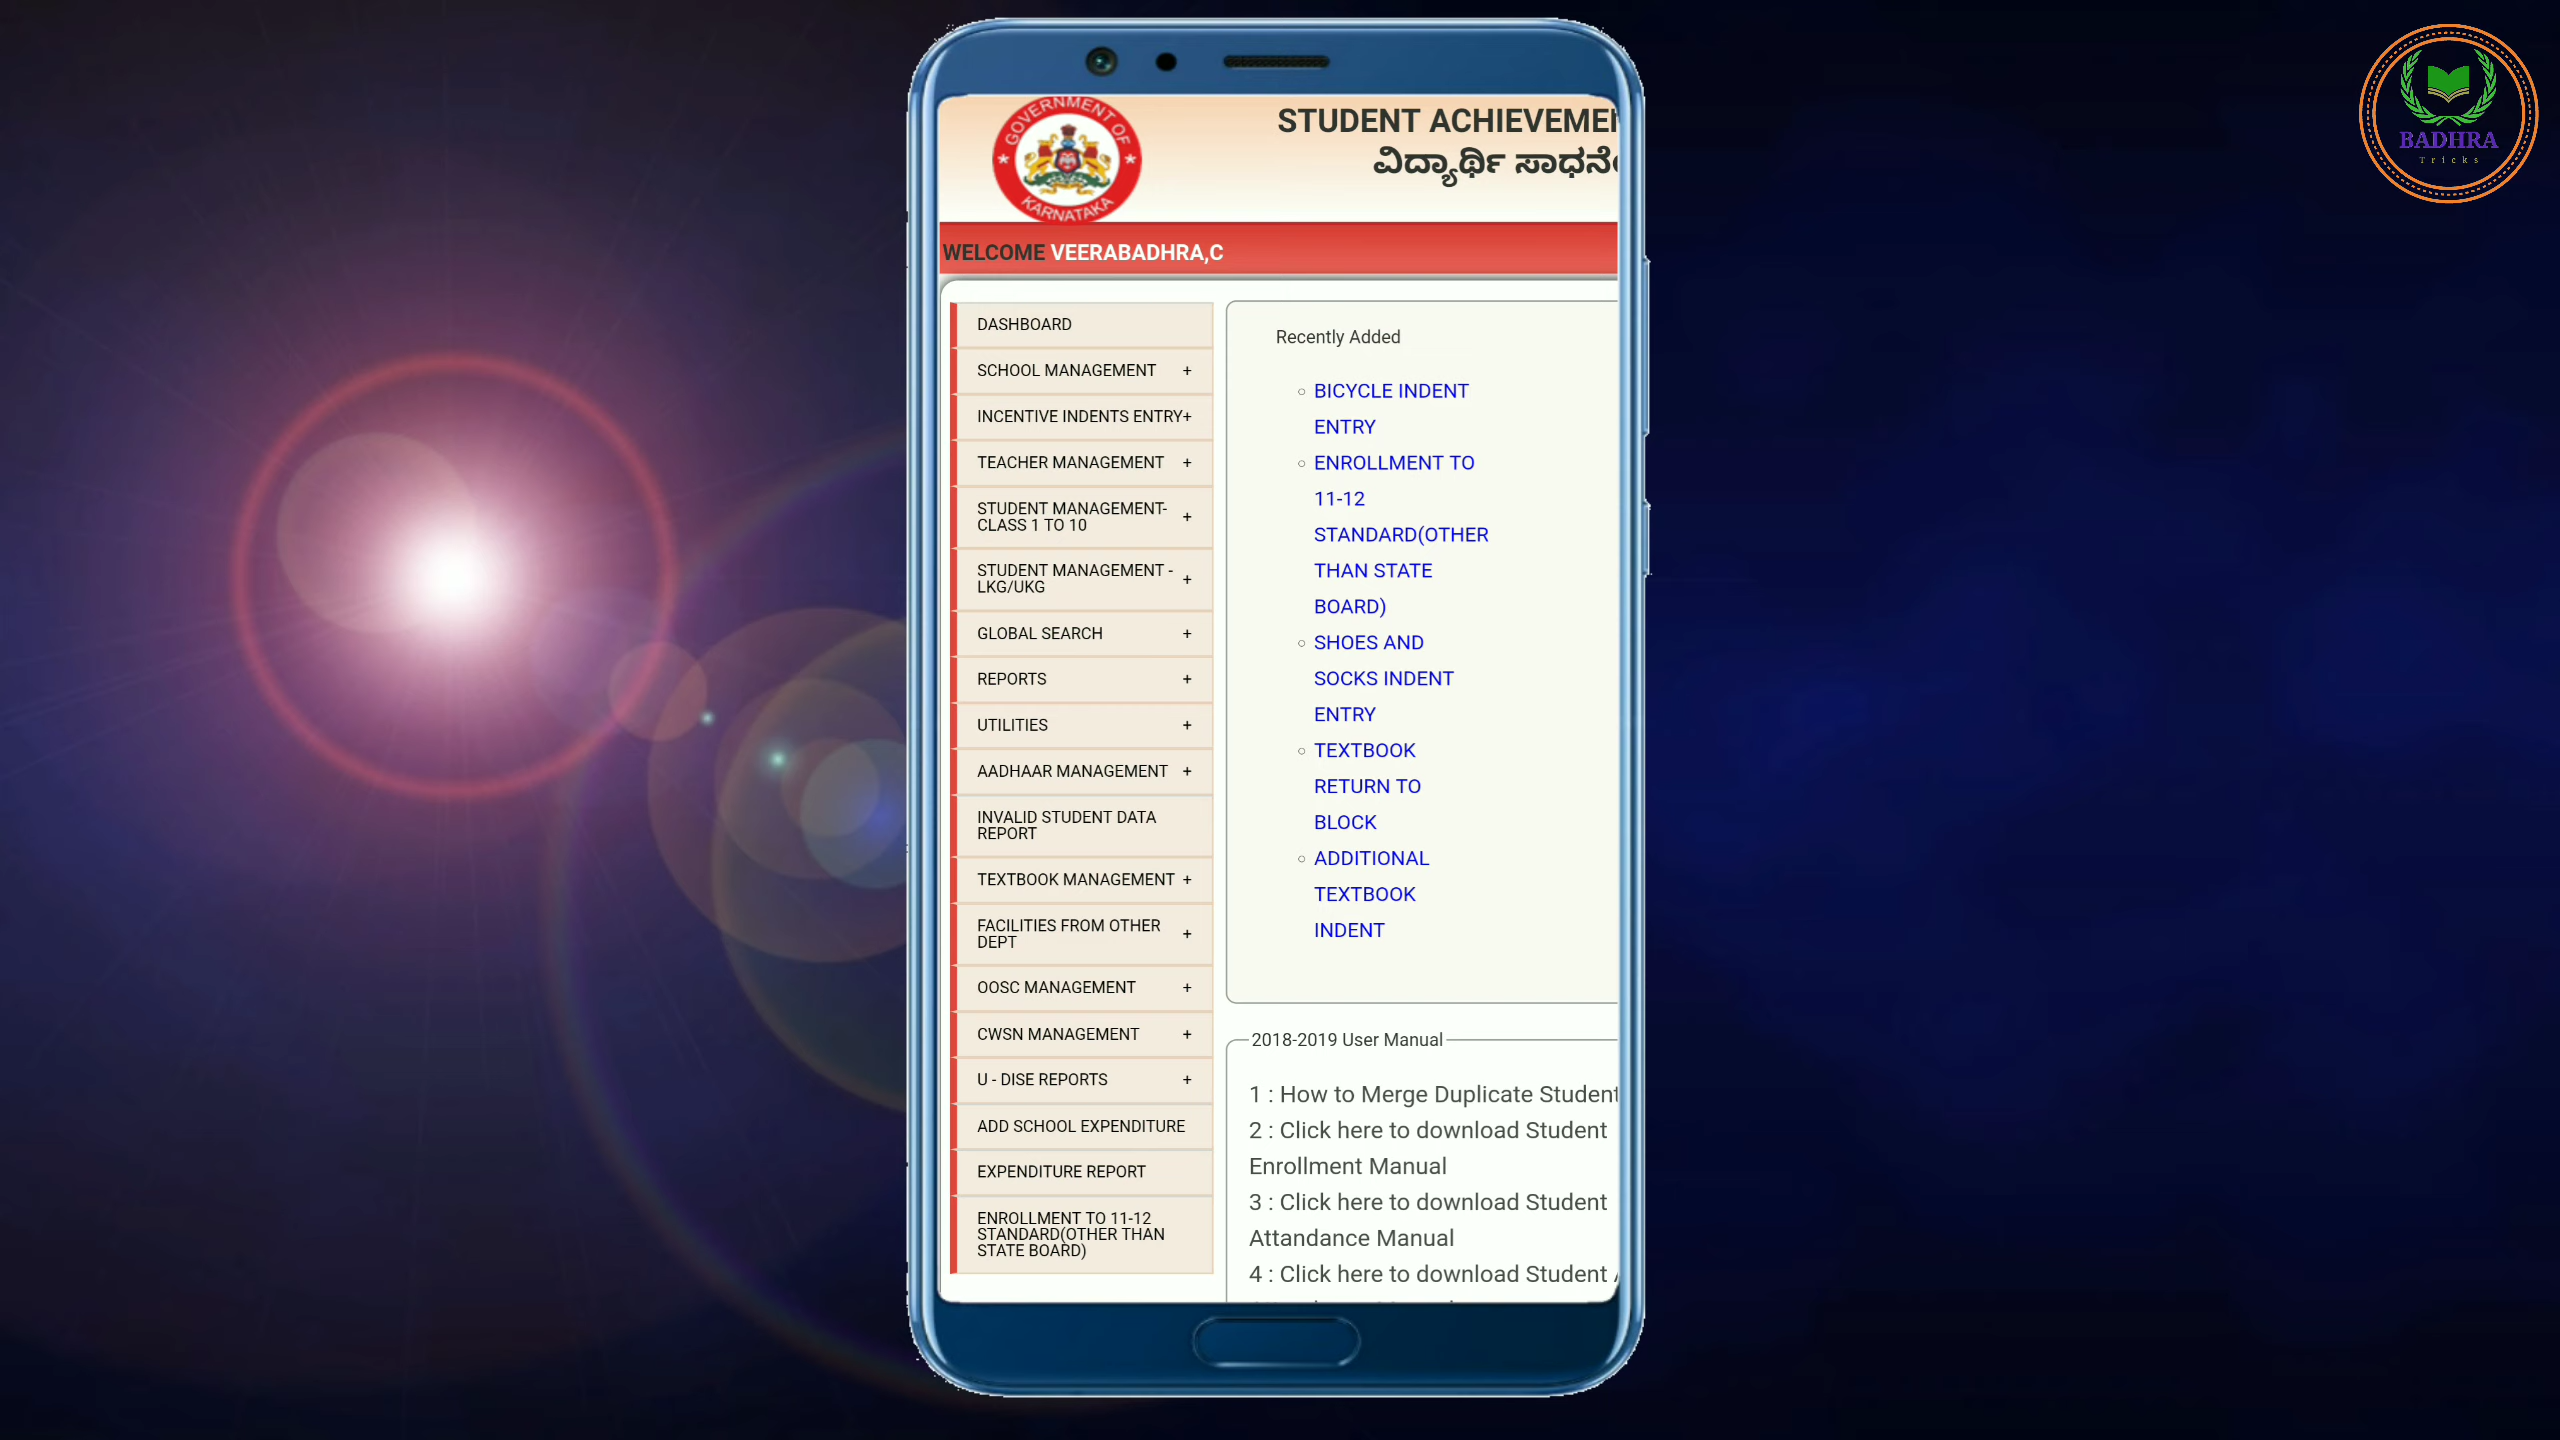 GOVERNMENT OF
KARNATAKA
STUDENT
ವಿದ್ಯಾರ್ಥಿ
BADHRA
Tricks
WELCOME VEERABADHRA,C
DASHBOARD
SCHOOL MANAGEMENT +
INCENTIVE INDENTS ENTRY+
TEACHER MANAGEMENT +
STUDENT MANAGEMENT-
CLASS 1 TO 10 +
STUDENT MANAGEMENT -
LKG/UKG +
GLOBAL SEARCH +
REPORTS +
UTILITIES +
AADHAAR MANAGEMENT +
INVALID STUDENT DATA
REPORT
TEXTBOOK MANAGEMENT +
FACILITIES FROM OTHER
DEPT +
OOSC MANAGEMENT +
CWSN MANAGEMENT +
U - DISE REPORTS +
ADD SCHOOL EXPENDITURE
EXPENDITURE REPORT
ENROLLMENT TO 11-12
STANDARD(OTHER THAN
STATE BOARD)
Recently Added
BICYCLE INDENT
ENTRY
ENROLLMENT TO
11-12
STANDARD(OTHER
THAN STATE
BOARD)
SHOES AND
SOCKS INDENT
ENTRY
TEXTBOOK
RETURN TO
BLOCK
ADDITIONAL
TEXTBOOK
INDENT
2018-2019 User Manual
1 : How to Merge Duplicate Student
2 : Click here to download Student
Enrollment Manual
3 : Click here to download Student
Attandance Manual
4 : Click here to download Student